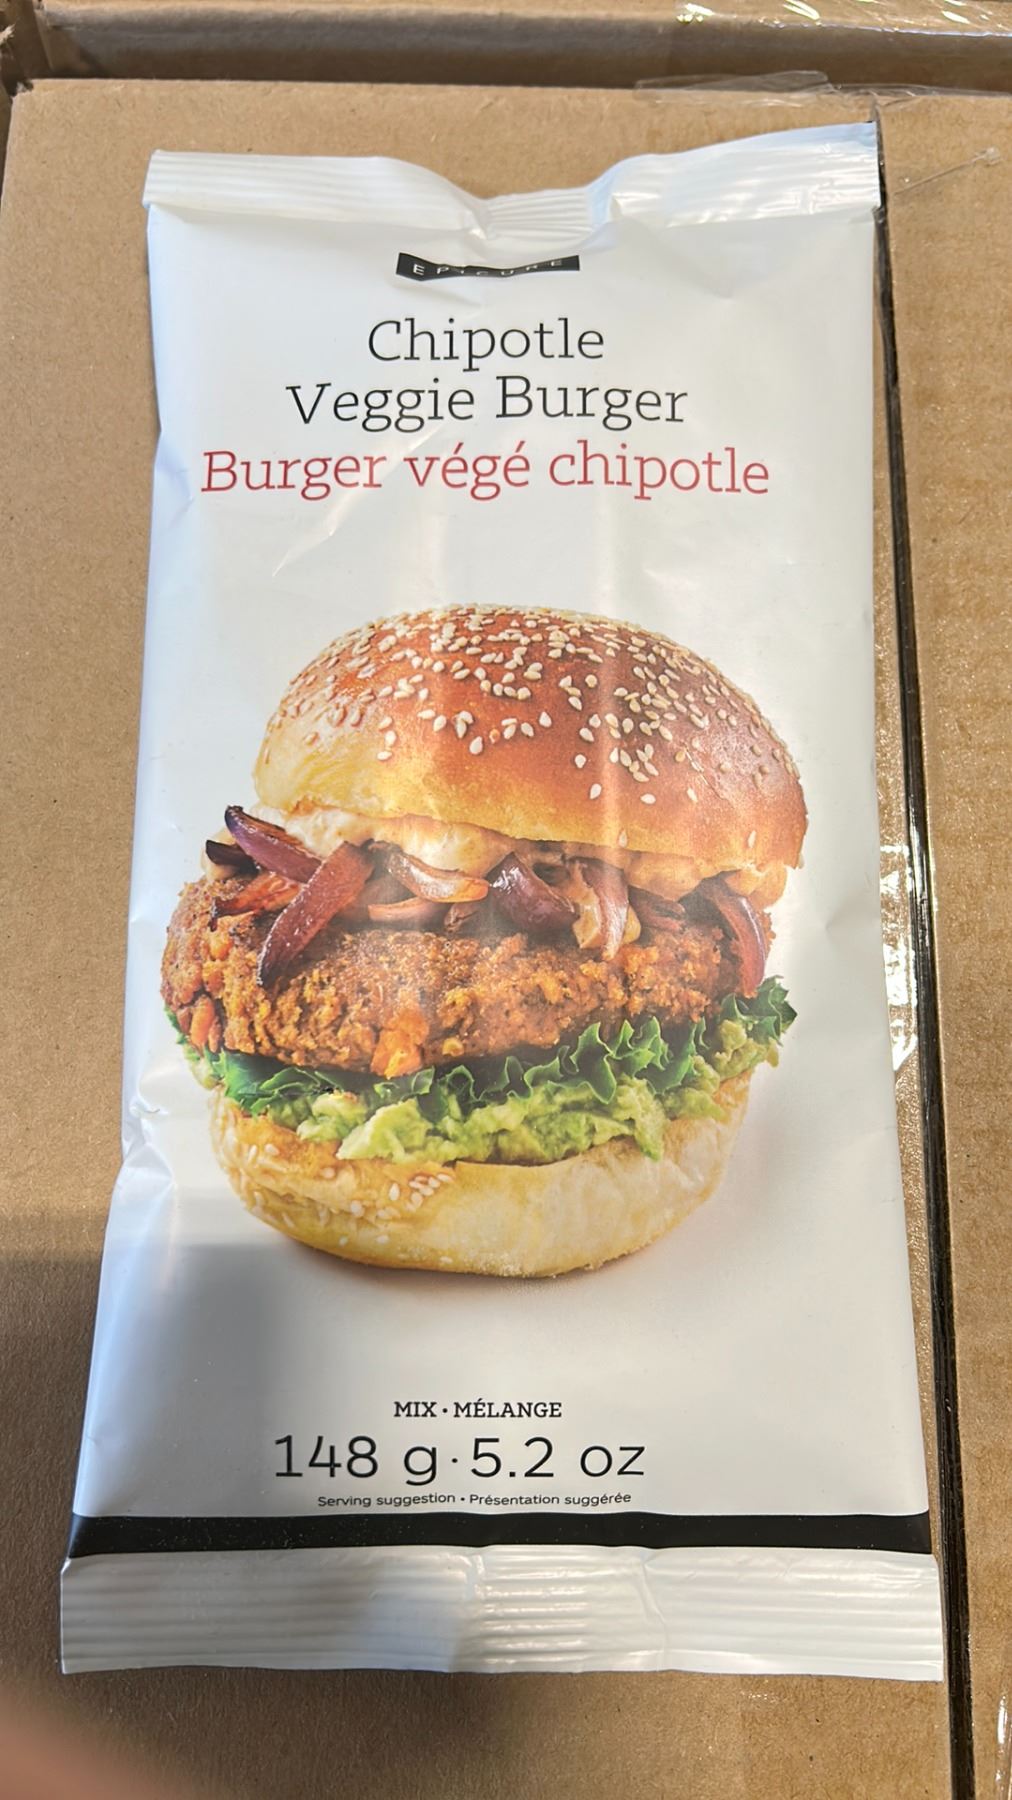 EPICURE
Chipotle
Veggie Burger
Burger végé chipotle
MIX • MÉLANGE
148 g · 5.2 oz
Serving suggestion • Présentation suggérée